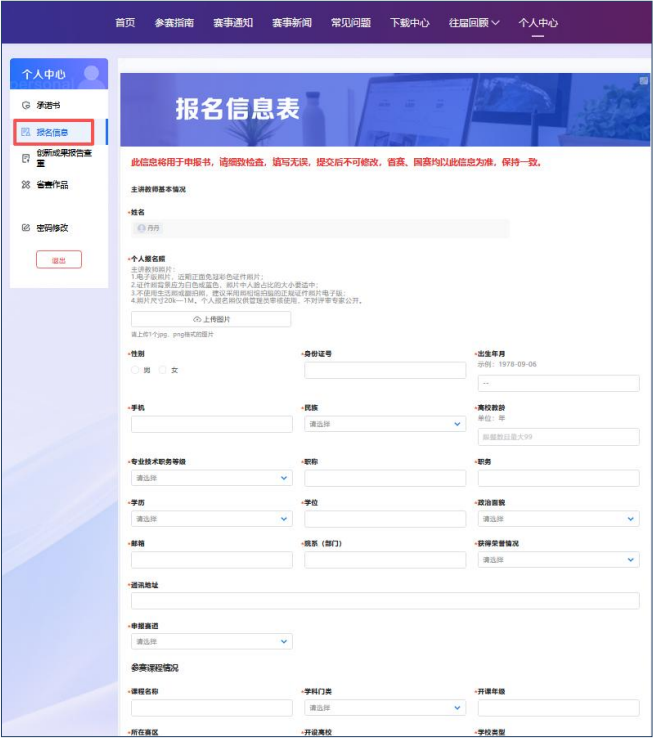 首页 参赛指南 赛事通知 赛事新闻 常见问题 下载中心 往届回顾 个人中心
个人中心
承诺书
报名信息
创新成果报告查重
省赛作品
密码修改
退出
报名信息表
此信息将用于申报书，请细致检查，填写无误，提交后不可修改，省赛、国赛均以此信息为准，保持一致。
主讲教师基本情况
*姓名
丹丹
*个人报名照
主讲教师照片：
1.电子版照片，近期正面免冠彩色证件照片；
2.证件照背景应为白色或蓝色，照片中人脸占比的大小要适中；
3.不使用生活照或翻拍照，建议采用照相馆拍摄的正规证件照片电子版；
4.照片尺寸20k—1M。个人报名照仅供管理员审核使用，不对评审专家公开。
上传图片
请上传1个jpg、png格式的图片
*性别 *身份证号 *出生年月
男 女 示例：1978-09-06
--
*手机 *民族 *高校教龄
请选择 单位：年
*专业技术职务等级 *职称 *职务
请选择
*学历 *学位 *政治面貌
请选择 请选择
*邮箱 *院系（部门） *获得荣誉情况
请选择
*通讯地址
*申报赛道
请选择
参赛课程情况
*课程名称 *学科门类 *开课年级
请选择
*所在赛区 *开设高校 *学校类型